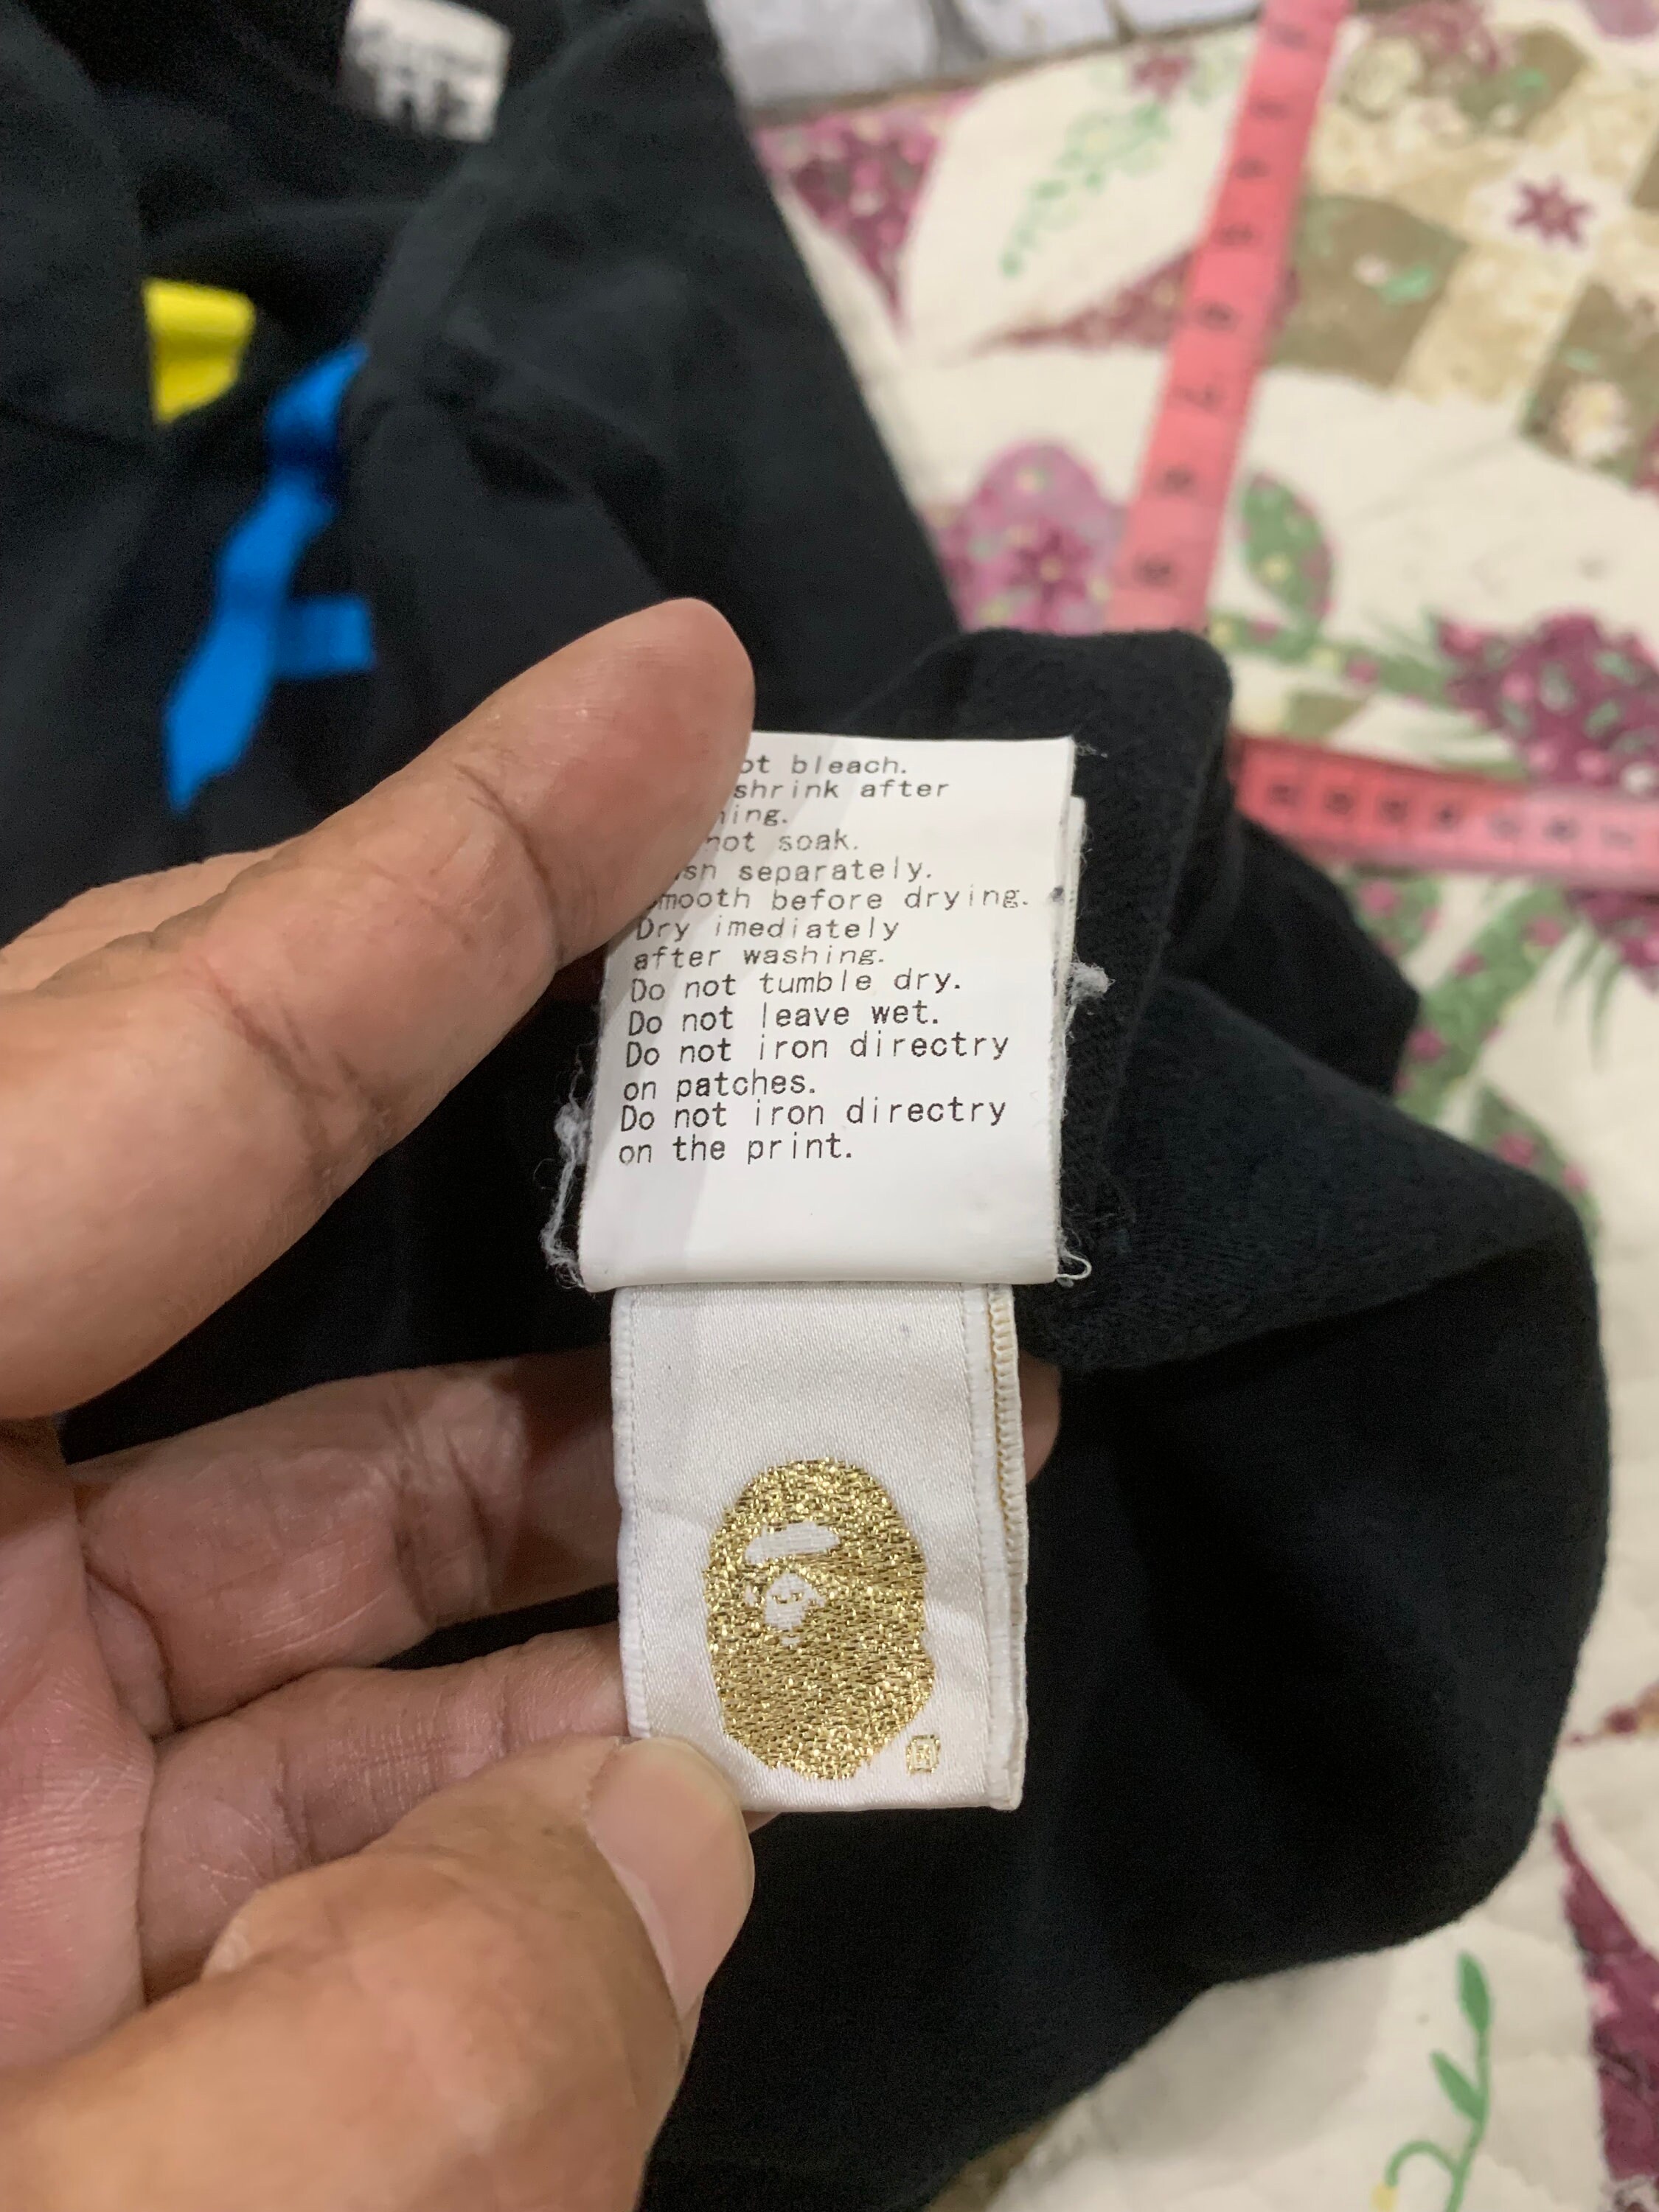 bleach.
shrink after
not soak.
separately.
before drying.
Dry imediately
after washing.
Do not tumble dry.
Do not leave wet.
Do not iron directry
on patches.
Do not iron directry
on the print.
®